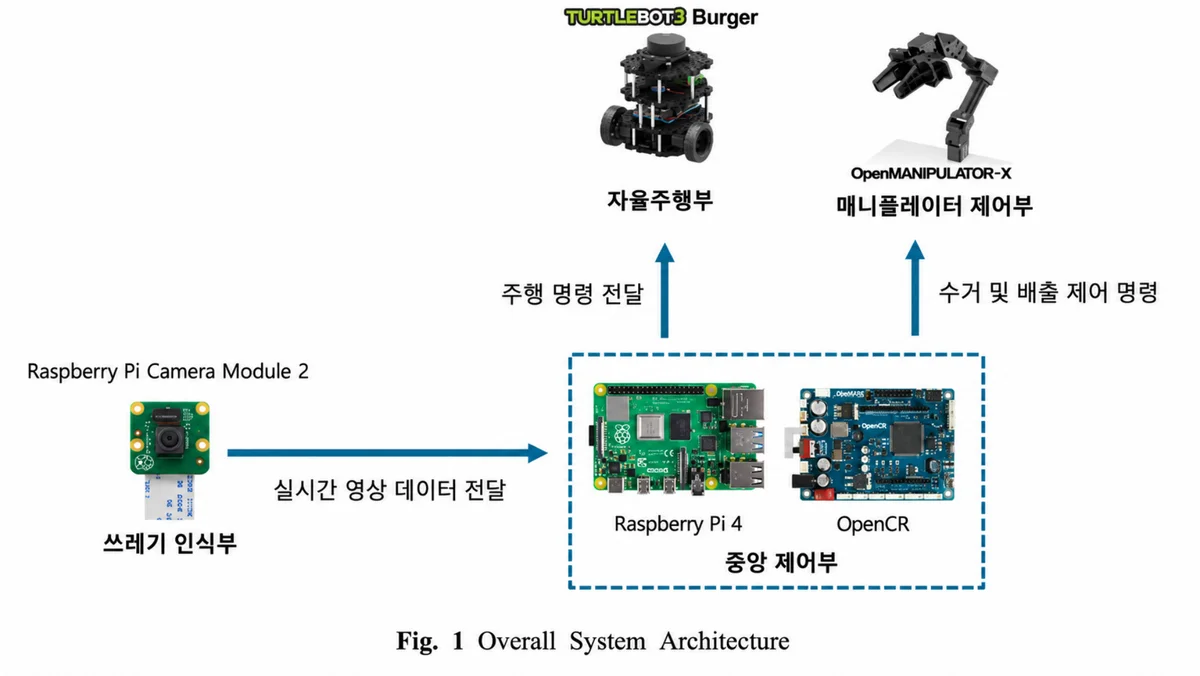 TURTLEBOT3 Burger
자율주행부
OpenMANIPULATOR-X
매니플레이터 제어부
주행 명령 전달
수거 및 배출 제어 명령
Raspberry Pi Camera Module 2
실시간 영상 데이터 전달
쓰레기 인식부
OpenCR
Raspberry Pi 4
OpenCR
중앙 제어부
Fig. 1 Overall System Architecture